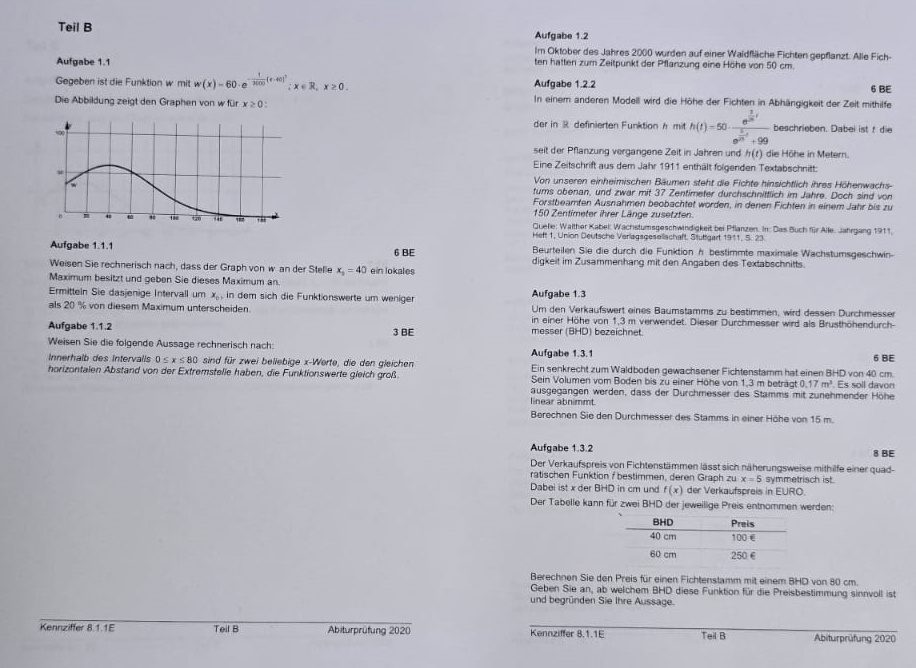 Teil B
Aufgabe 1.1
Gegeben ist die Funktion w mit w(x) = 60 · e^{-\frac{1}{3000}(x-40)²} ; x ∈ ℝ, x ≥ 0.
Die Abbildung zeigt den Graphen von w für x ≥ 0:
100
50
w
0 20 40 60 80 100 120 140 160 180
Aufgabe 1.1.1
6 BE
Weisen Sie rechnerisch nach, dass der Graph von w an der Stelle x₀ = 40 ein lokales
Maximum besitzt und geben Sie dieses Maximum an.
Ermitteln Sie dasjenige Intervall um x₀, in dem sich die Funktionswerte um weniger
als 20 % von diesem Maximum unterscheiden.
Aufgabe 1.1.2
3 BE
Weisen Sie die folgende Aussage rechnerisch nach:
Innerhalb des Intervalls 0 ≤ x ≤ 80 sind für zwei beliebige x-Werte, die den gleichen
horizontalen Abstand von der Extremstelle haben, die Funktionswerte gleich groß.
Kennziffer 8.1.1E Teil B Abiturprüfung 2020
Aufgabe 1.2
Im Oktober des Jahres 2000 wurden auf einer Waldfläche Fichten gepflanzt. Alle Fich-
ten hatten zum Zeitpunkt der Pflanzung eine Höhe von 50 cm.
Aufgabe 1.2.2
6 BE
In einem anderen Modell wird die Höhe der Fichten in Abhängigkeit der Zeit mithilfe
der in ℝ definierten Funktion h mit h(t) = 50 · beschrieben. Dabei ist t die
seit der Pflanzung vergangene Zeit in Jahren und h(t) die Höhe in Metern.
Eine Zeitschrift aus dem Jahr 1911 enthält folgenden Textabschnitt:
Von unseren einheimischen Bäumen steht die Fichte hinsichtlich ihres Höhenwachs-
tums obenan, und zwar mit 37 Zentimeter durchschnittlich im Jahre. Doch sind von
Forstbeamten Ausnahmen beobachtet worden, in denen Fichten in einem Jahr bis zu
150 Zentimeter ihrer Länge zusetzten.
Quelle: Walther Kabel: Wachstumsgeschwindigkeit bei Pflanzen. In: Das Buch für Alle, Jahrgang 1911,
Heft 1, Union Deutsche Verlagsgesellschaft, Stuttgart 1911, S. 23.
Beurteilen Sie die durch die Funktion h bestimmte maximale Wachstumsgeschwin-
digkeit im Zusammenhang mit den Angaben des Textabschnitts.
Aufgabe 1.3
Um den Verkaufswert eines Baumstamms zu bestimmen, wird dessen Durchmesser
in einer Höhe von 1,3 m verwendet. Dieser Durchmesser wird als Brusthöhendurch-
messer (BHD) bezeichnet.
Aufgabe 1.3.1
6 BE
Ein senkrecht zum Waldboden gewachsener Fichtenstamm hat einen BHD von 40 cm.
Sein Volumen vom Boden bis zu einer Höhe von 1,3 m beträgt 0,17 m³. Es soll davon
ausgegangen werden, dass der Durchmesser des Stamms mit zunehmender Höhe
linear abnimmt.
Berechnen Sie den Durchmesser des Stamms in einer Höhe von 15 m.
Aufgabe 1.3.2
8 BE
Der Verkaufspreis von Fichtenstämmen lässt sich näherungsweise mithilfe einer quad-
ratischen Funktion f bestimmen, deren Graph zu x = 5 symmetrisch ist.
Dabei ist x der BHD in cm und f(x) der Verkaufspreis in EURO.
Der Tabelle kann für zwei BHD der jeweilige Preis entnommen werden:
BHD Preis
40 cm 100 €
60 cm 250 €
Berechnen Sie den Preis für einen Fichtenstamm mit einem BHD von 80 cm.
Geben Sie an, ab welchem BHD diese Funktion für die Preisbestimmung sinnvoll ist
und begründen Sie Ihre Aussage.
Kennziffer 8.1.1E Teil B Abiturprüfung 2020